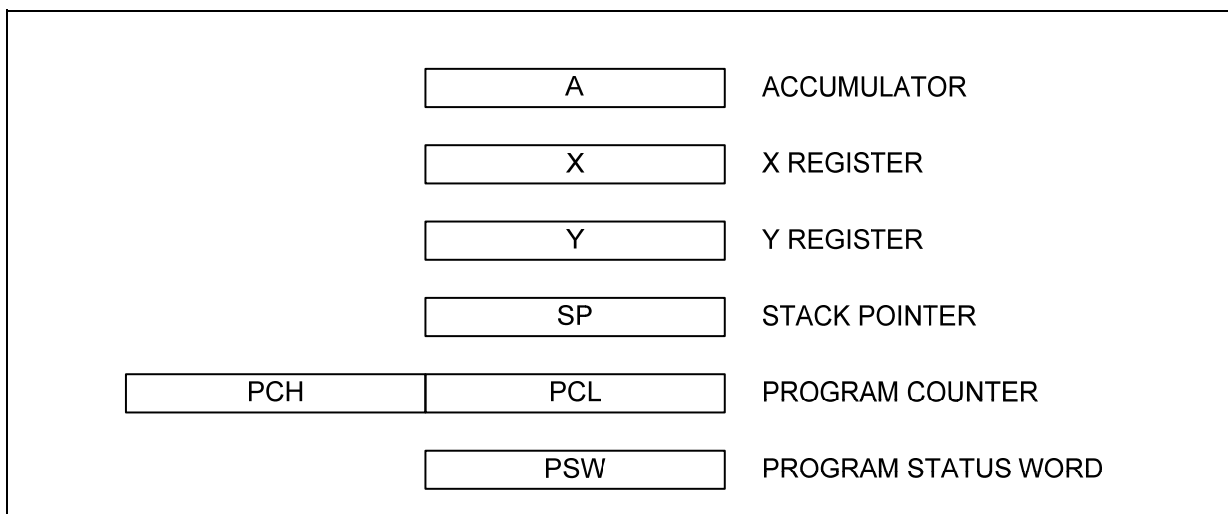 A ACCUMULATOR
X X REGISTER
Y Y REGISTER
SP STACK POINTER
PCH PCL PROGRAM COUNTER
PSW PROGRAM STATUS WORD